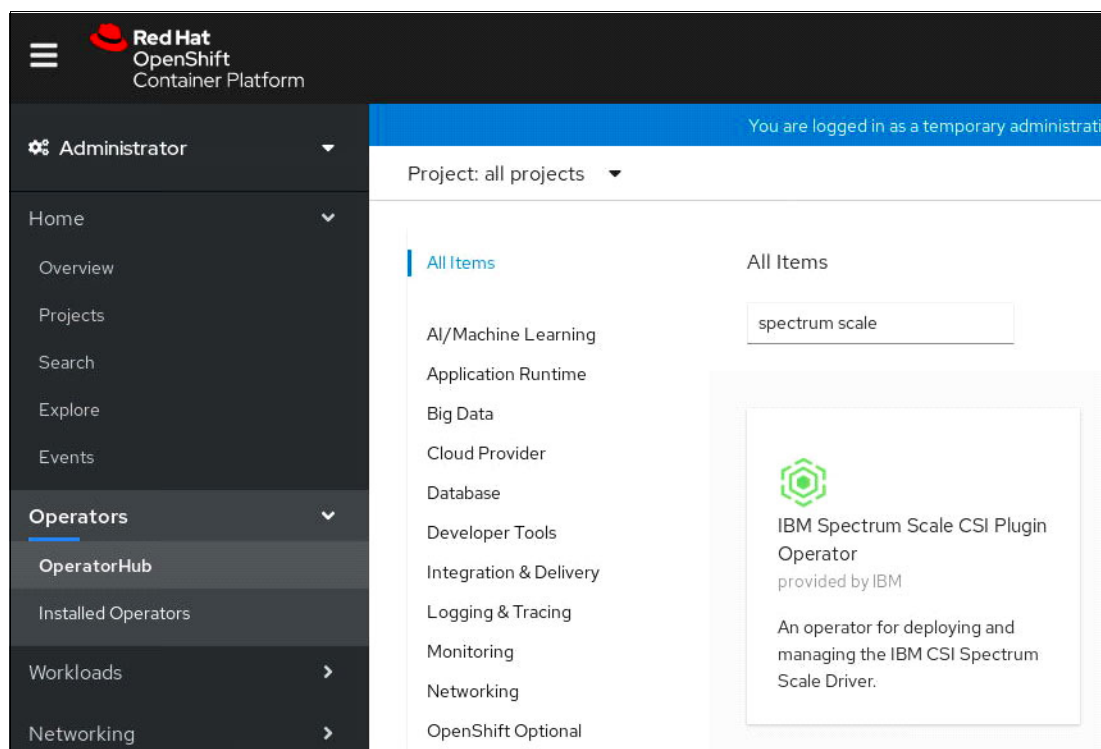 Red Hat
OpenShift
Container Platform
Administrator
Home
Overview
Projects
Search
Explore
Events
Operators
OperatorHub
Installed Operators
Workloads
Networking
You are logged in as a temporary administrati
Project: all projects
All Items
AI/Machine Learning
Application Runtime
Big Data
Cloud Provider
Database
Developer Tools
Integration & Delivery
Logging & Tracing
Monitoring
Networking
OpenShift Optional
All Items
spectrum scale
IBM Spectrum Scale CSI Plugin
Operator
provided by IBM
An operator for deploying and
managing the IBM CSI Spectrum
Scale Driver.